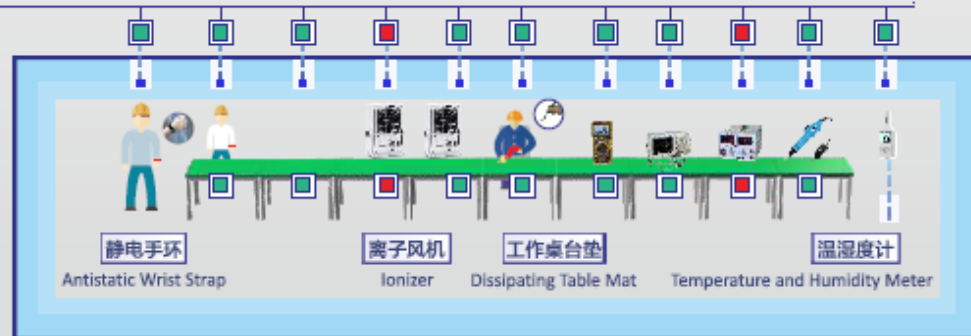 静电手环
离子风机
工作桌台垫
温湿度计
Antistatic Wrist Strap
Ionizer
Dissipating Table Mat
Temperature and Humidity Meter